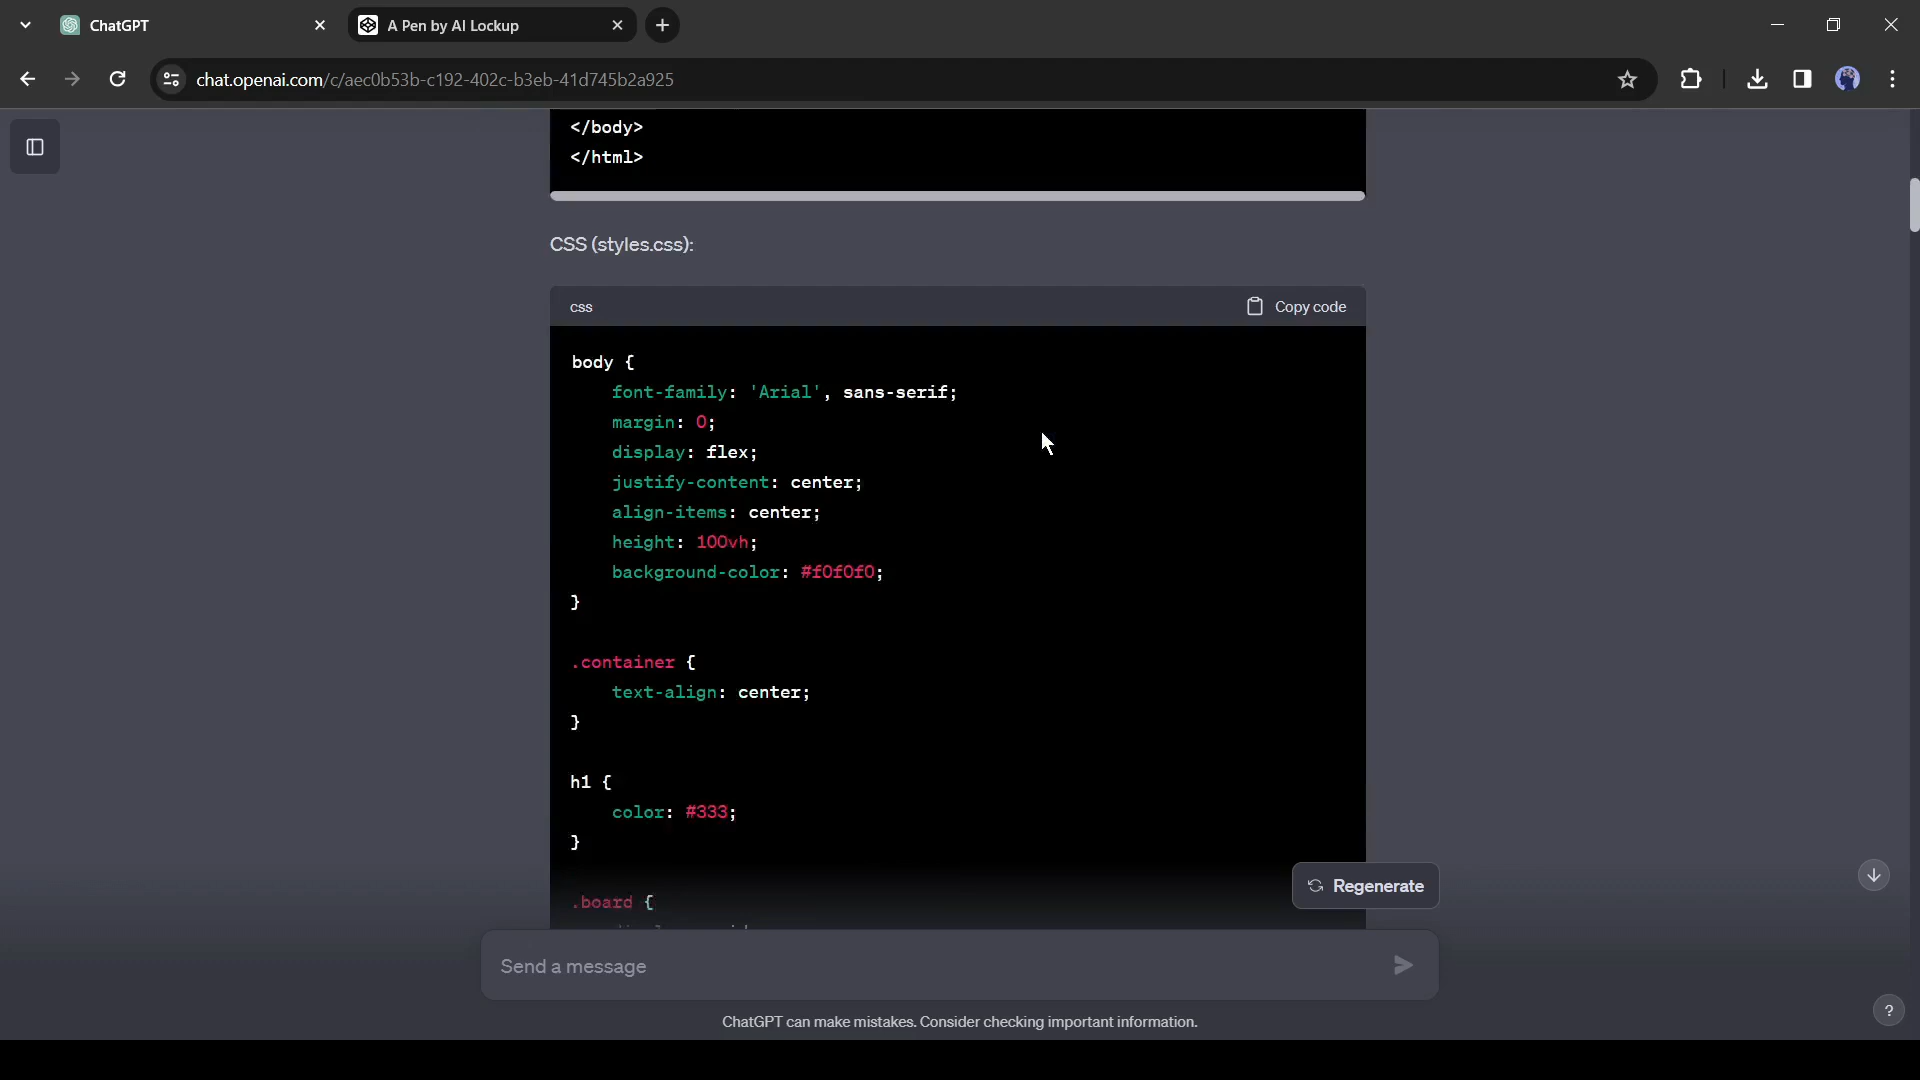 ChatGPT
A Pen by AI Lockup
chat.openai.com/c/aec0b53b-c192-402c-b3eb-41d745b2a925
</body>
</html>
CSS (styles.css):
css
Copy code
body {
font-family: 'Arial', sans-serif;
margin: 0;
display: flex;
justify-content: center;
align-items: center;
height: 100vh;
background-color: #f0f0f0;
}
.container {
text-align: center;
}
h1 {
color: #333;
}
.board {
Regenerate
Send a message
ChatGPT can make mistakes. Consider checking important information.
?